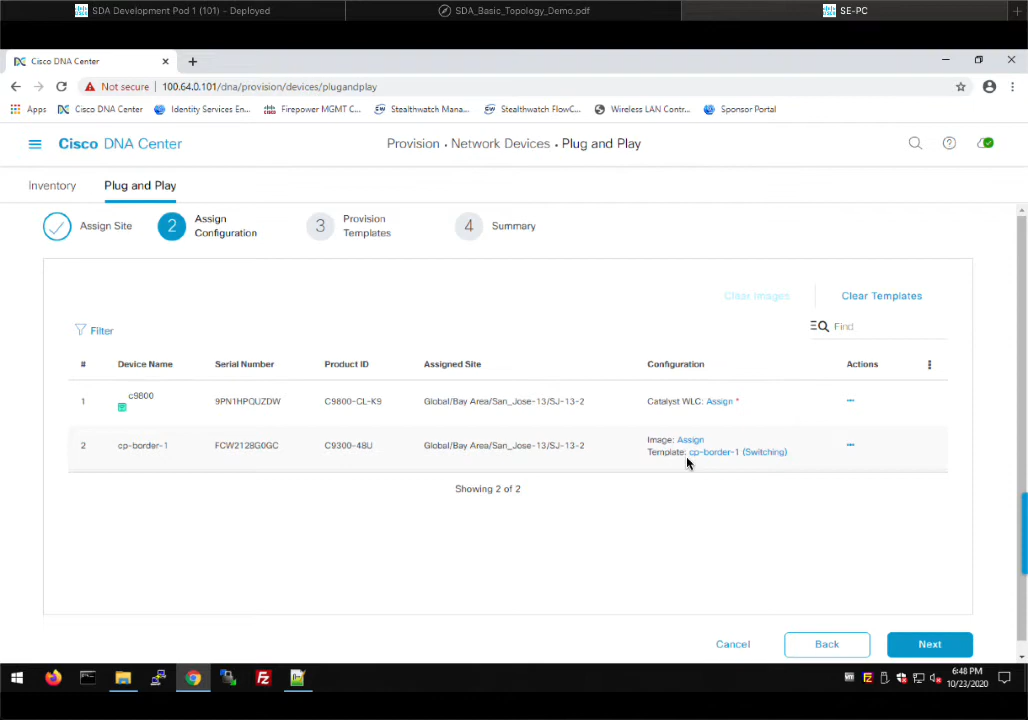 SDA Development Pod 1 (101) - Deployed
SDA_Basic_Topology_Demo.pdf
SE-PC
Cisco DNA Center
Not secure | 100.64.0.101/dna/provision/devices/plugandplay
Apps
Cisco DNA Center
Identity Services En...
Firepower MGMT C...
Stealthwatch Mana...
Stealthwatch FlowC...
Wireless LAN Contr...
Sponsor Portal
Cisco DNA Center
Provision • Network Devices • Plug and Play
Inventory
Plug and Play
Assign Site
2
Assign
Configuration
3
Provision
Templates
4
Summary
Clear Images
Clear Templates
Filter
Find
# Device Name Serial Number Product ID Assigned Site Configuration Actions
1 c9800 9PN1HPQUZDW C9800-CL-K9 Global/Bay Area/San_Jose-13/SJ-13-2 Catalyst WLC: Assign *
2 cp-border-1 FCW2128G0GC C9300-48U Global/Bay Area/San_Jose-13/SJ-13-2 Image: Assign
Template: cp-border-1 (Switching)
Showing 2 of 2
Cancel
Back
Next
6:48 PM
10/23/2020